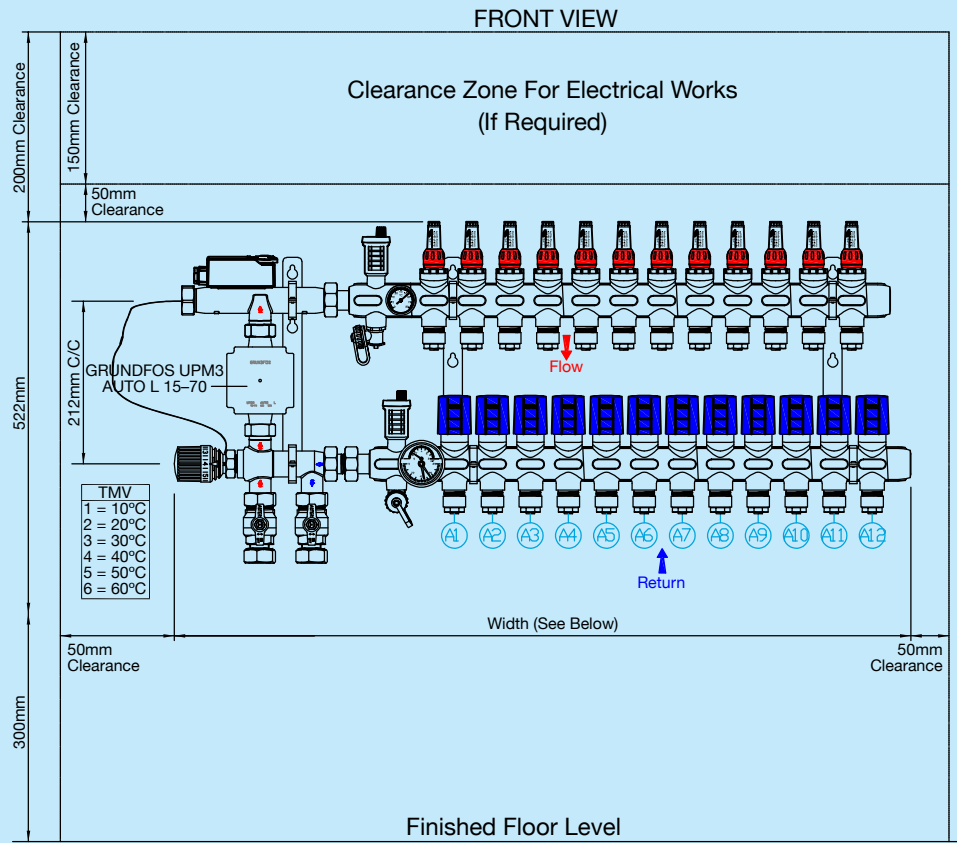 FRONT VIEW
200mm Clearance
150mm Clearance
Clearance Zone For Electrical Works
(If Required)
50mm
Clearance
522mm
212mm C/C
GRUNDFOS UPM3
AUTO L 15–70
GRUNDFOS
Flow
TMV
1 = 10ºC
2 = 20ºC
3 = 30ºC
4 = 40ºC
5 = 50ºC
6 = 60ºC
A1 A2 A3 A4 A5 A6 A7 A8 A9 A10 A11 A12
Return
Width (See Below)
50mm
Clearance
50mm
Clearance
300mm
Finished Floor Level